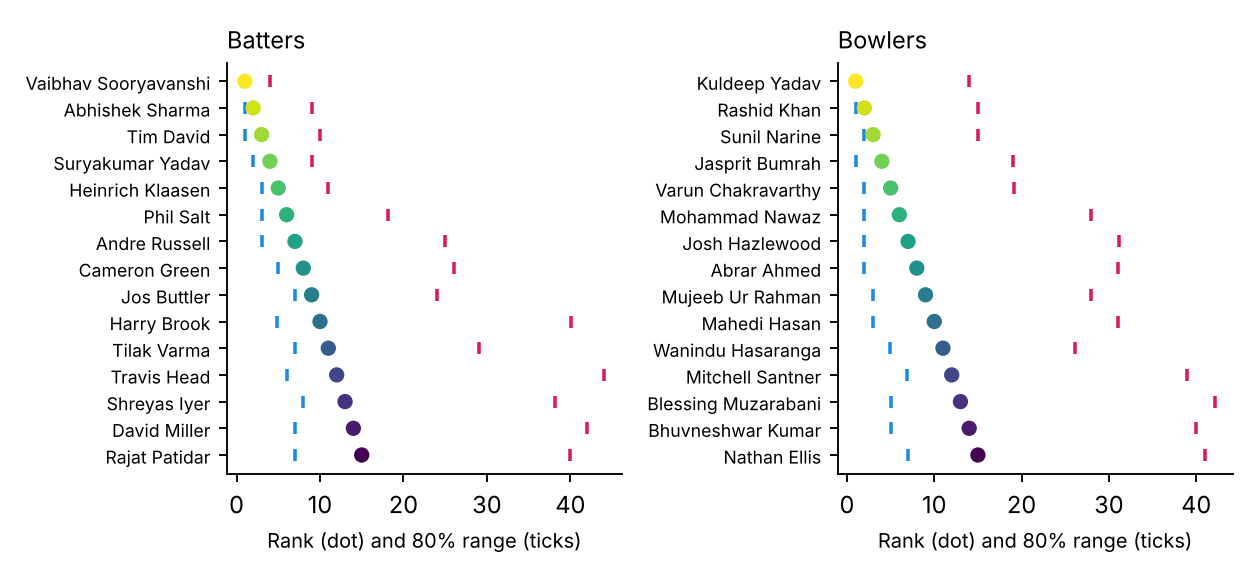 Batters
Vaibhav Sooryavanshi
Abhishek Sharma
Tim David
Suryakumar Yadav
Heinrich Klaasen
Phil Salt
Andre Russell
Cameron Green
Jos Buttler
Harry Brook
Tilak Varma
Travis Head
Shreyas Iyer
David Miller
Rajat Patidar
0 10 20 30 40
Rank (dot) and 80% range (ticks)
Bowlers
Kuldeep Yadav
Rashid Khan
Sunil Narine
Jasprit Bumrah
Varun Chakravarthy
Mohammad Nawaz
Josh Hazlewood
Abrar Ahmed
Mujeeb Ur Rahman
Mahedi Hasan
Wanindu Hasaranga
Mitchell Santner
Blessing Muzarabani
Bhuvneshwar Kumar
Nathan Ellis
0 10 20 30 40
Rank (dot) and 80% range (ticks)